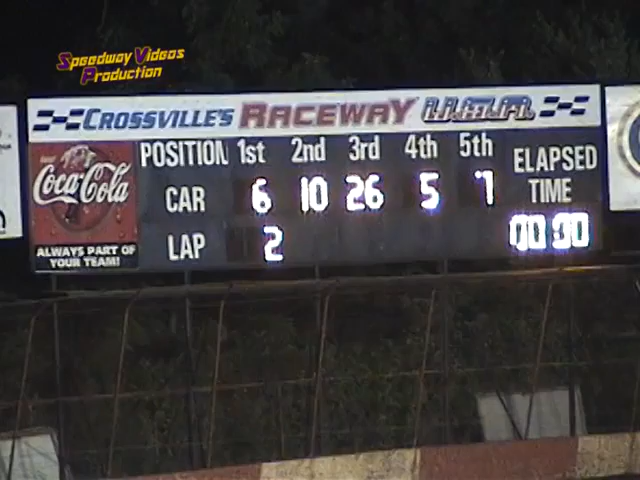 Speedway Videos
Production
Crossville's Raceway U.S.A.
Coca-Cola
ALWAYS PART OF
YOUR TEAM!
POSITION 1st 2nd 3rd 4th 5th
CAR 6 10 26 5 7
LAP 2
ELAPSED
TIME
00 00